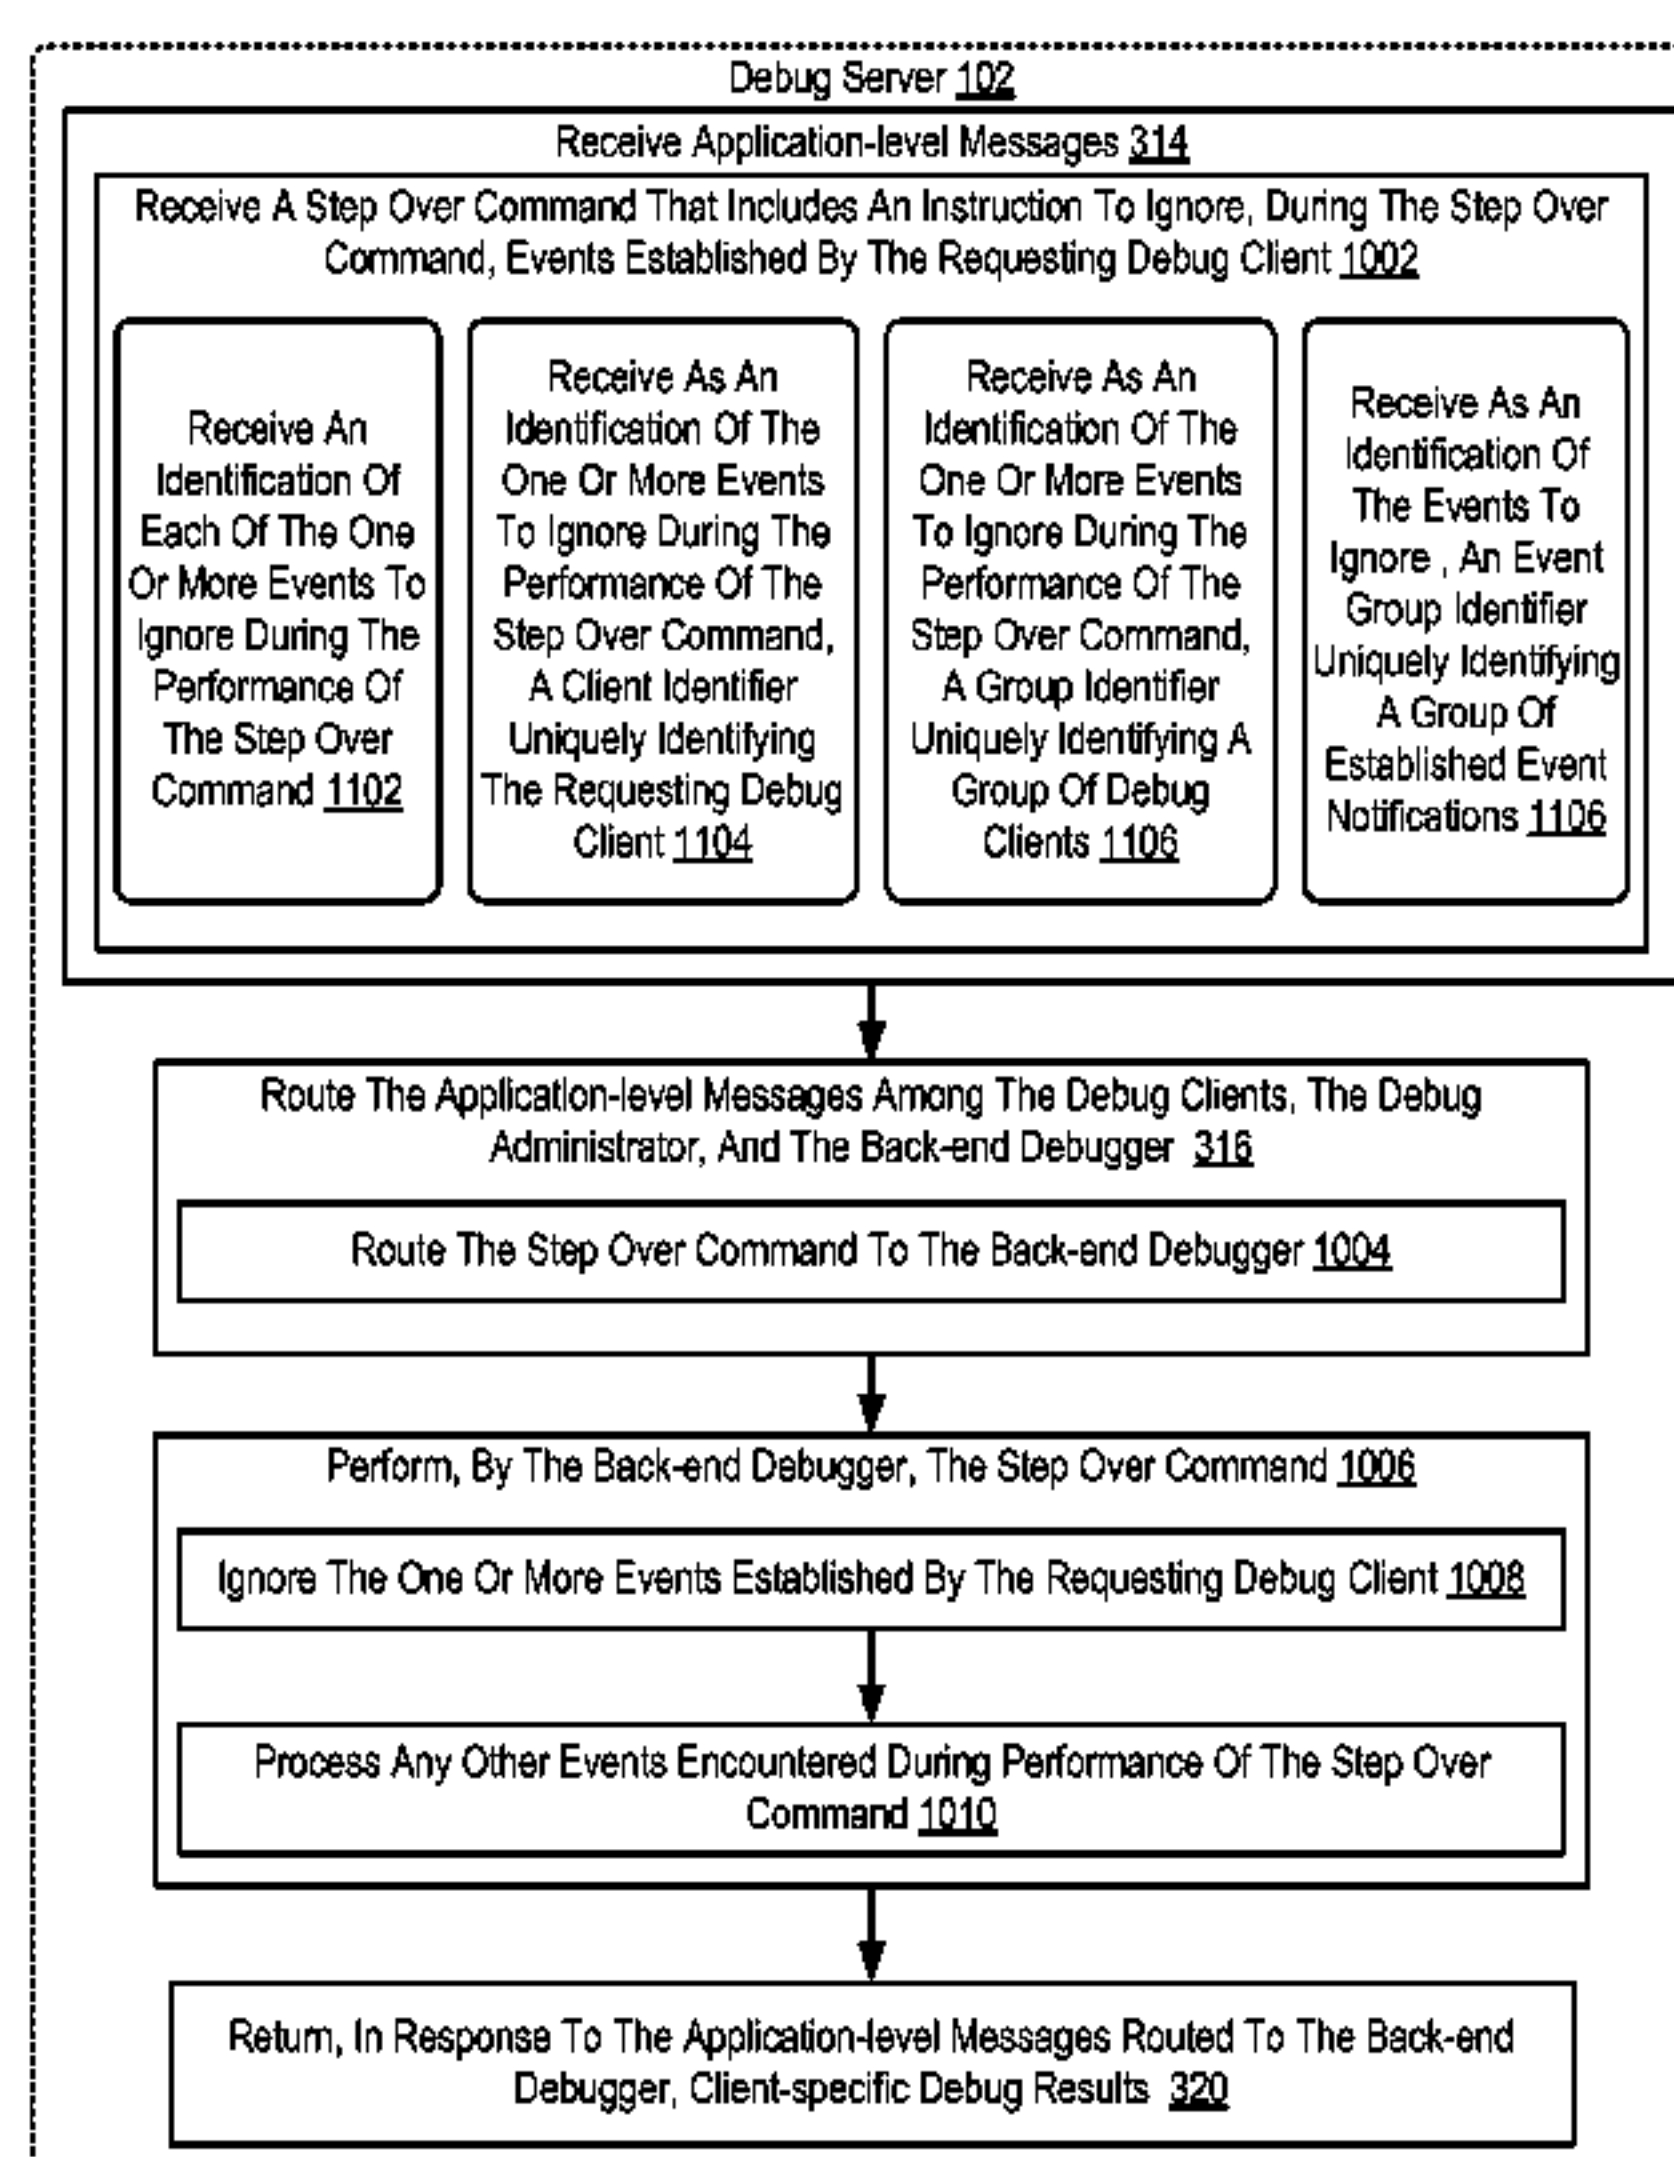 Debug Server 102
Receive Application-level Messages 314
Receive A Step Over Command That Includes An Instruction To Ignore, During The Step Over
Command, Events Established By The Requesting Debug Client 1002
Receive An
Identification Of
Each Of The One
Or More Events To
Ignore During The
Performance Of
The Step Over
Command 1102
Receive As An
Identification Of The
One Or More Events
To Ignore During The
Performance Of The
Step Over Command,
A Client Identifier
Uniquely Identifying
The Requesting Debug
Client 1104
Receive As An
Identification Of The
One Or More Events
To Ignore During The
Performance Of The
Step Over Command,
A Group Identifier
Uniquely Identifying A
Group Of Debug
Clients 1106
Receive As An
Identification Of
The Events To
Ignore , An Event
Group Identifier
Uniquely Identifying
A Group Of
Established Event
Notifications 1106
Route The Application-level Messages Among The Debug Clients, The Debug
Administrator, And The Back-end Debugger 316
Route The Step Over Command To The Back-end Debugger 1004
Perform, By The Back-end Debugger, The Step Over Command 1006
Ignore The One Or More Events Established By The Requesting Debug Client 1008
Process Any Other Events Encountered During Performance Of The Step Over
Command 1010
Return, In Response To The Application-level Messages Routed To The Back-end
Debugger, Client-specific Debug Results 320